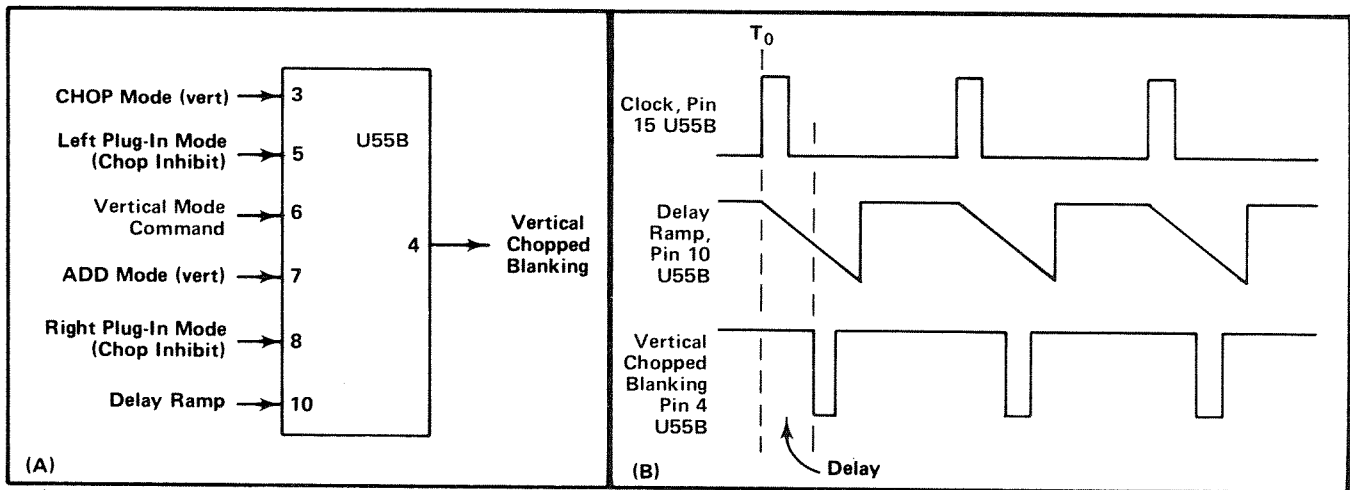 CHOP Mode (vert)
3
Left Plug-In Mode
(Chop Inhibit)
5
U55B
Vertical Mode
Command
6
4
Vertical
Chopped
Blanking
ADD Mode (vert)
7
Right Plug-In Mode
(Chop Inhibit)
8
Delay Ramp
10
(A)
T0
Clock, Pin
15 U55B
Delay
Ramp,
Pin 10
U55B
Vertical
Chopped
Blanking
Pin 4
U55B
Delay
(B)